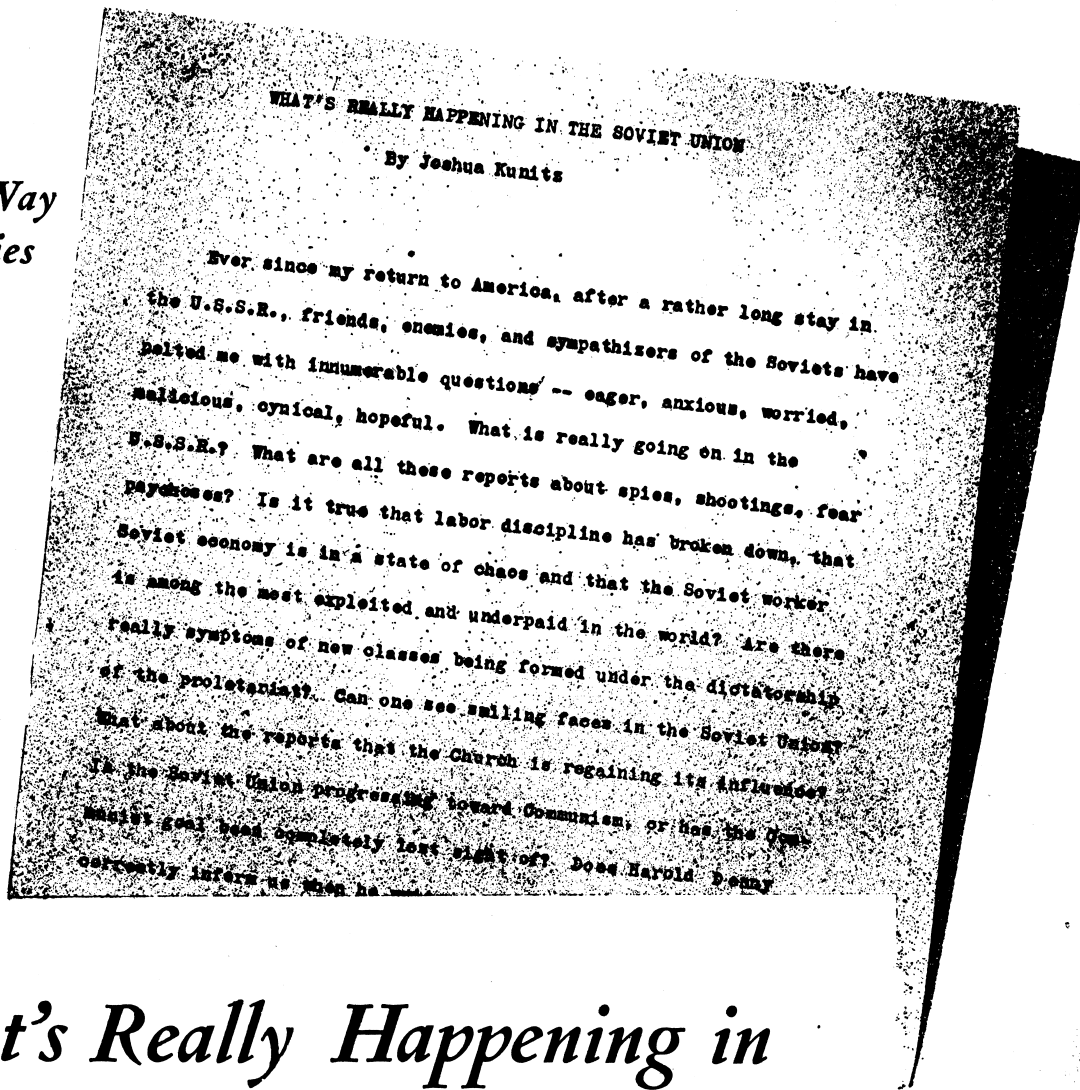 Way
ies
WHAT'S REALLY HAPPENING IN THE SOVIET UNION
By Joshua Kunitz
Ever since my return to America, after a rather long stay in
the U.S.S.R., friends, enemies, and sympathizers of the Soviets have
pelted me with innumerable questions -- eager, anxious, worried,
malicious, cynical, hopeful. What is really going on in the
U.S.S.R.? What are all these reports about spies, shootings, fear
psychoses? Is it true that labor discipline has broken down, that
Soviet economy is in a state of chaos and that the Soviet worker
is among the most exploited and underpaid in the world? Are there
really symptoms of new classes being formed under the dictatorship
of the proletariat? Can one see smiling faces in the Soviet Union?
What about the reports that the Church is regaining its influence?
Is the Soviet Union progressing toward Communism, or has the Com-
munist goal been completely lost sight of? Does Harold Denny
correctly inform us when he
t's Really Happening in